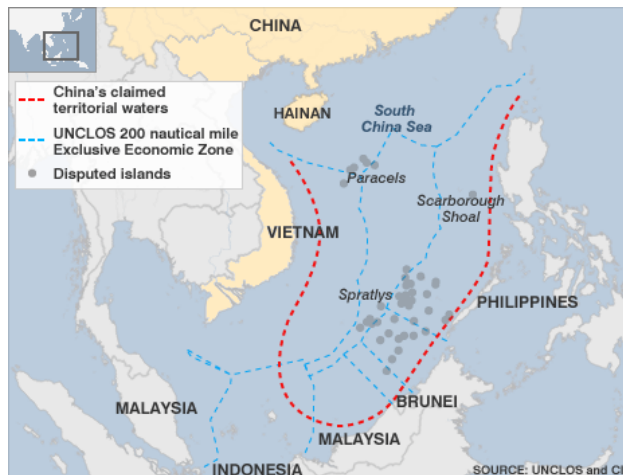 CHINA
China's claimed
territorial waters
UNCLOS 200 nautical mile
Exclusive Economic Zone
Disputed islands
HAINAN
South
China Sea
Paracels
Scarborough
Shoal
VIETNAM
Spratlys
PHILIPPINES
MALAYSIA
BRUNEI
MALAYSIA
INDONESIA
SOURCE: UNCLOS and